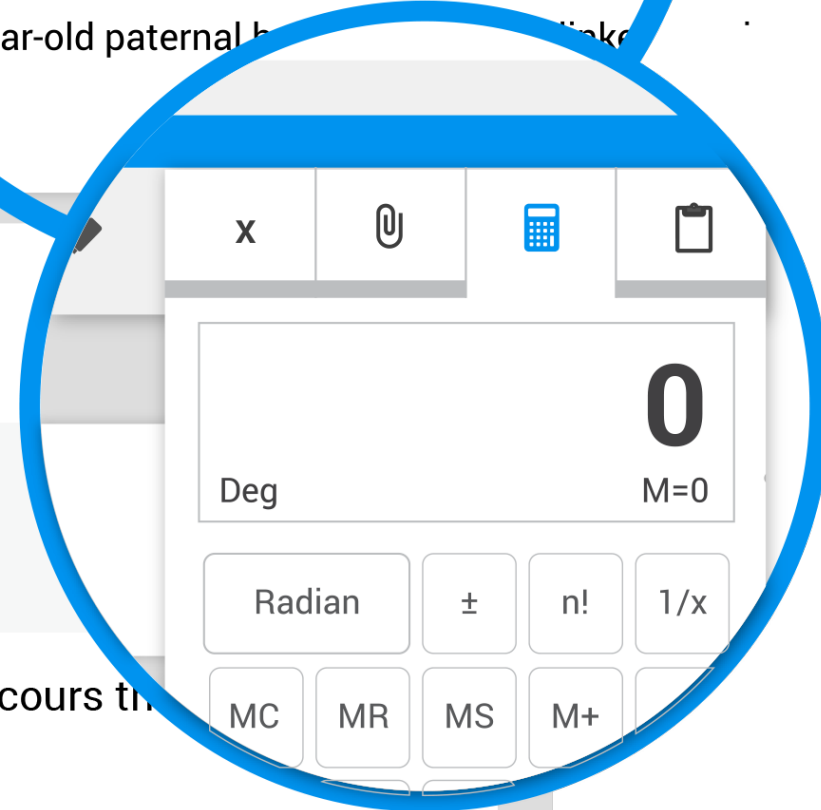 ar-old paternal
x
0
Deg M=0
Radian ± n! 1/x
MC MR MS M+
cours